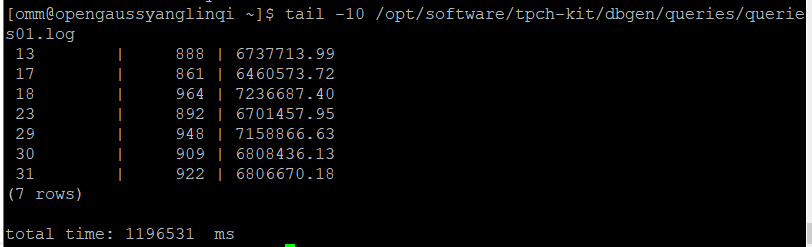 [omm@opengaussyanglinqi ~]$ tail -10 /opt/software/tpch-kit/dbgen/queries/querie
s01.log
13 | 888 | 6737713.99
17 | 861 | 6460573.72
18 | 964 | 7236687.40
23 | 892 | 6701457.95
29 | 948 | 7158866.63
30 | 909 | 6808436.13
31 | 922 | 6806670.18
(7 rows)
total time: 1196531 ms